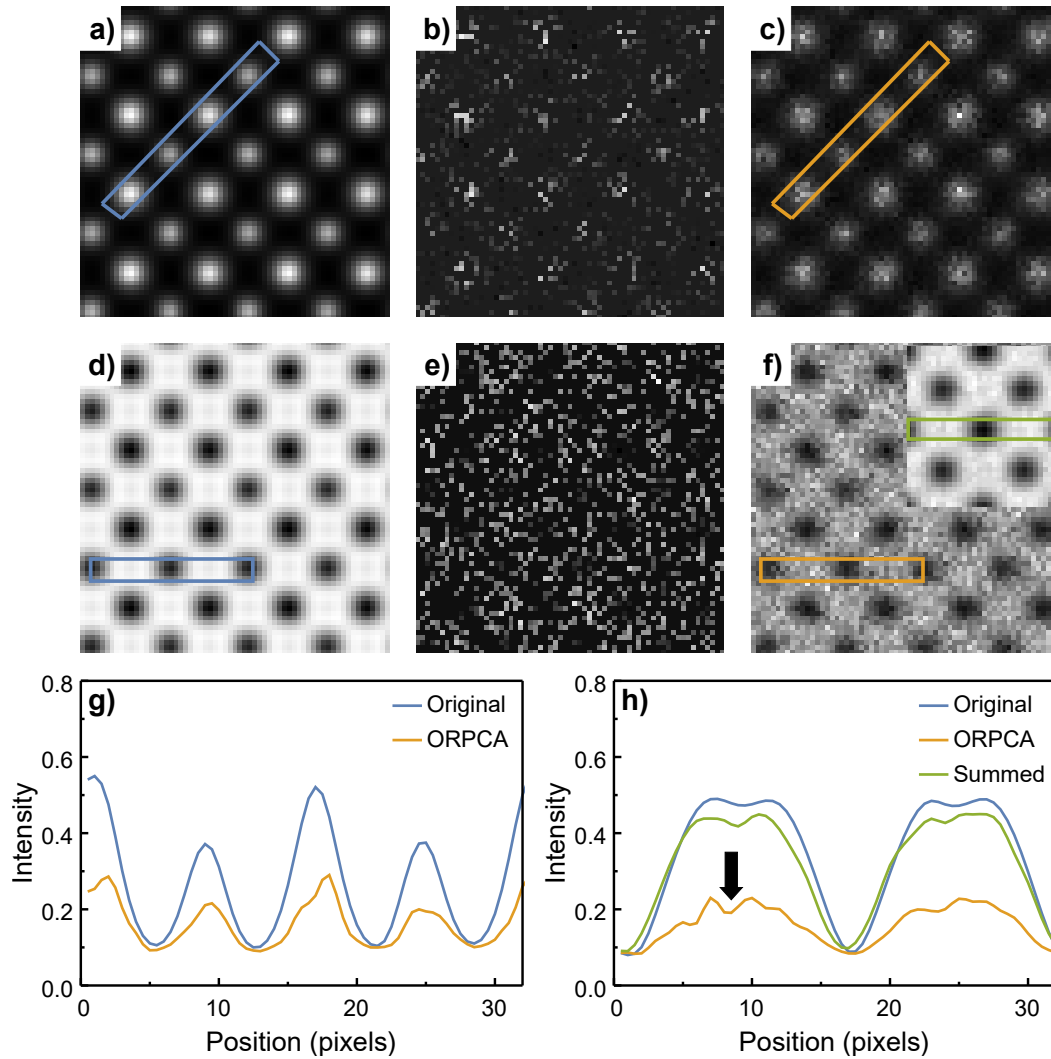 a)
b)
c)
d)
e)
f)
g)
Original
ORPCA
0.8
0.6
0.4
0.2
0.0
Intensity
0
10
20
30
Position (pixels)
h)
Original
ORPCA
Summed
0.8
0.6
0.4
0.2
0.0
Intensity
0
10
20
30
Position (pixels)